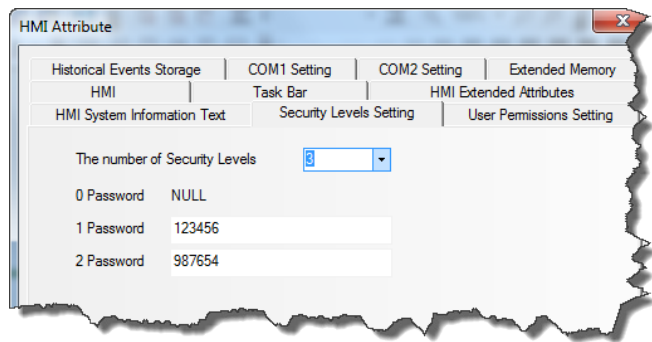 HMI Attribute
Historical Events Storage COM1 Setting COM2 Setting Extended Memory
HMI Task Bar HMI Extended Attributes
HMI System Information Text Security Levels Setting User Permissions Setting
The number of Security Levels 3
0 Password NULL
1 Password 123456
2 Password 987654